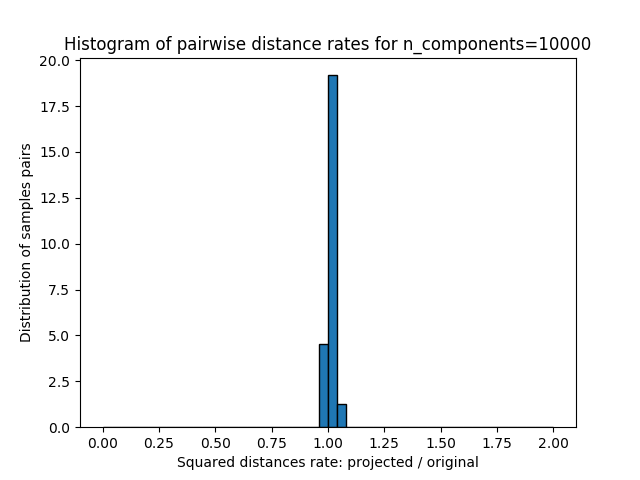 Histogram of pairwise distance rates for n_components=10000
20.0
17.5
15.0
12.5
10.0
7.5
5.0
2.5
0.0
Distribution of samples pairs
0.00 0.25 0.50 0.75 1.00 1.25 1.50 1.75 2.00
Squared distances rate: projected / original